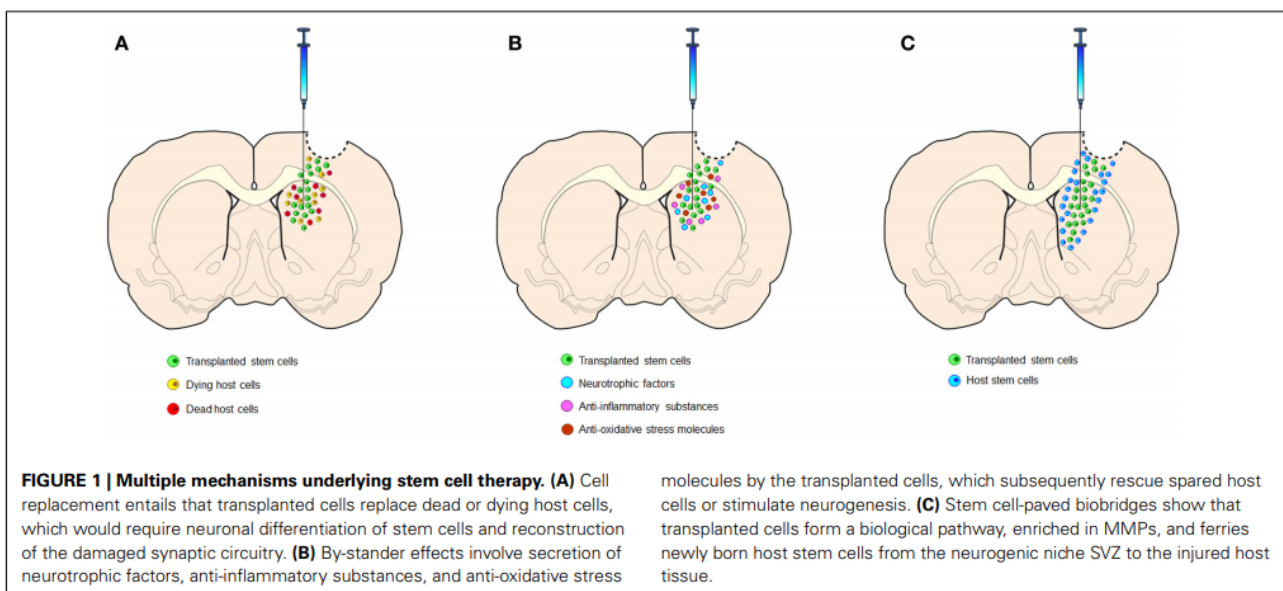 A
B
C
Transplanted stem cells
Dying host cells
Dead host cells
Transplanted stem cells
Neurotrophic factors
Anti-inflammatory substances
Anti-oxidative stress molecules
Transplanted stem cells
Host stem cells
FIGURE 1 | Multiple mechanisms underlying stem cell therapy. (A) Cell
replacement entails that transplanted cells replace dead or dying host cells,
which would require neuronal differentiation of stem cells and reconstruction
of the damaged synaptic circuitry. (B) By-stander effects involve secretion of
neurotrophic factors, anti-inflammatory substances, and anti-oxidative stress
molecules by the transplanted cells, which subsequently rescue spared host
cells or stimulate neurogenesis. (C) Stem cell-paved biobridges show that
transplanted cells form a biological pathway, enriched in MMPs, and ferries
newly born host stem cells from the neurogenic niche SVZ to the injured host
tissue.